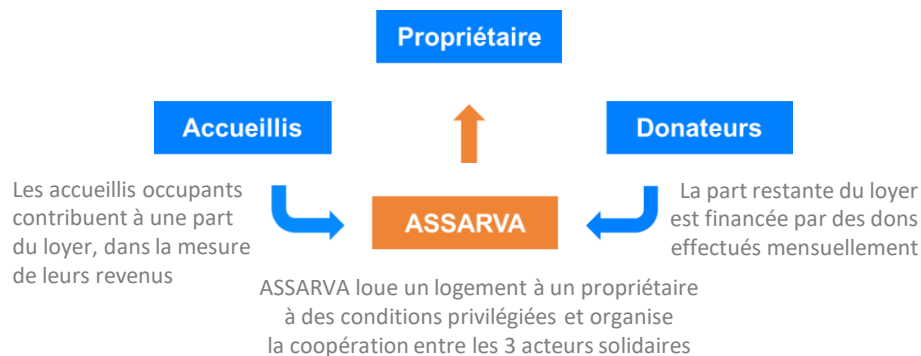 Propriétaire
Accueillis
Donateurs
Les accueillis occupants
contribuent à une part
du loyer, dans la mesure
de leurs revenus
La part restante du loyer
est financée par des dons
effectués mensuellement
ASSARVA
ASSARVA loue un logement à un propriétaire
à des conditions privilégiées et organise
la coopération entre les 3 acteurs solidaires